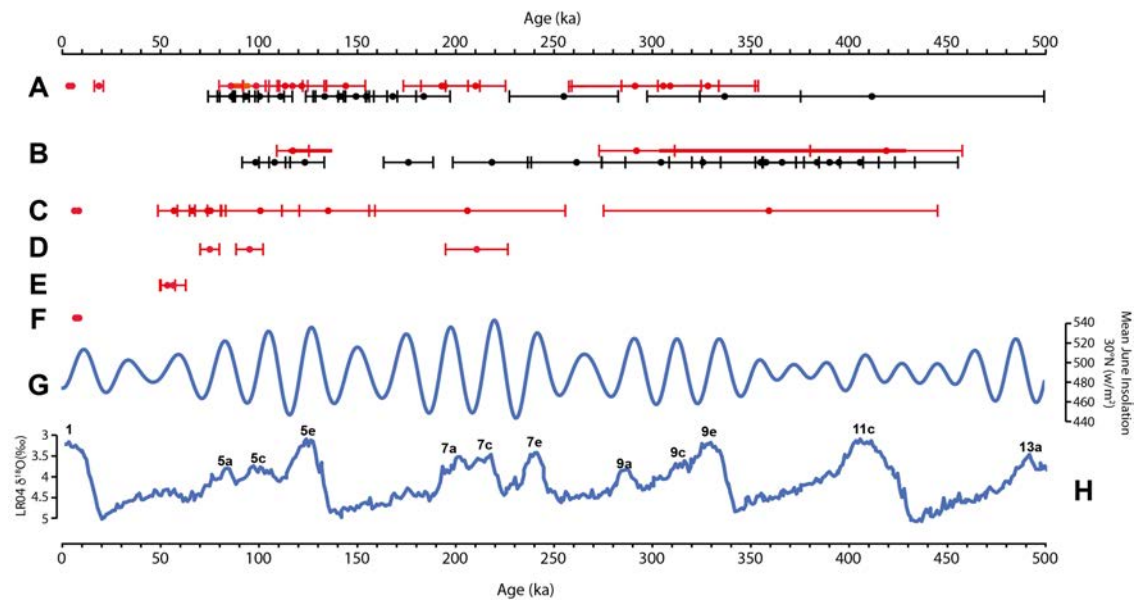 Age (ka)
0 50 100 150 200 250 300 350 400 450 500
A
B
C
D
E
F
G
540
520
500
480
460
440
Mean June Insolation
30°N (w/m²)
1 5a 5c 5e 7a 7c 7e 9a 9c 9e 11c 13a
3
3.5
4
4.5
5
LR04 δ¹⁸O(‰)
H
0 50 100 150 200 250 300 350 400 450 500
Age (ka)